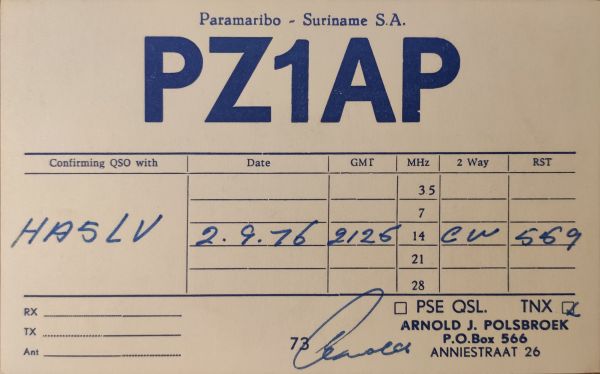 Paramaribo - Suriname S.A.
PZ1AP
Confirming QSO with Date GMT MHz 2 Way RST
3 5
7
HA5LV 2.9.76 2126 14 CW 569
21
28
RX
TX
Ant
☐ PSE QSL. TNX ☒
ARNOLD J. POLSBROEK
P.O.Box 566
ANNIESTRAAT 26
73 Arnold